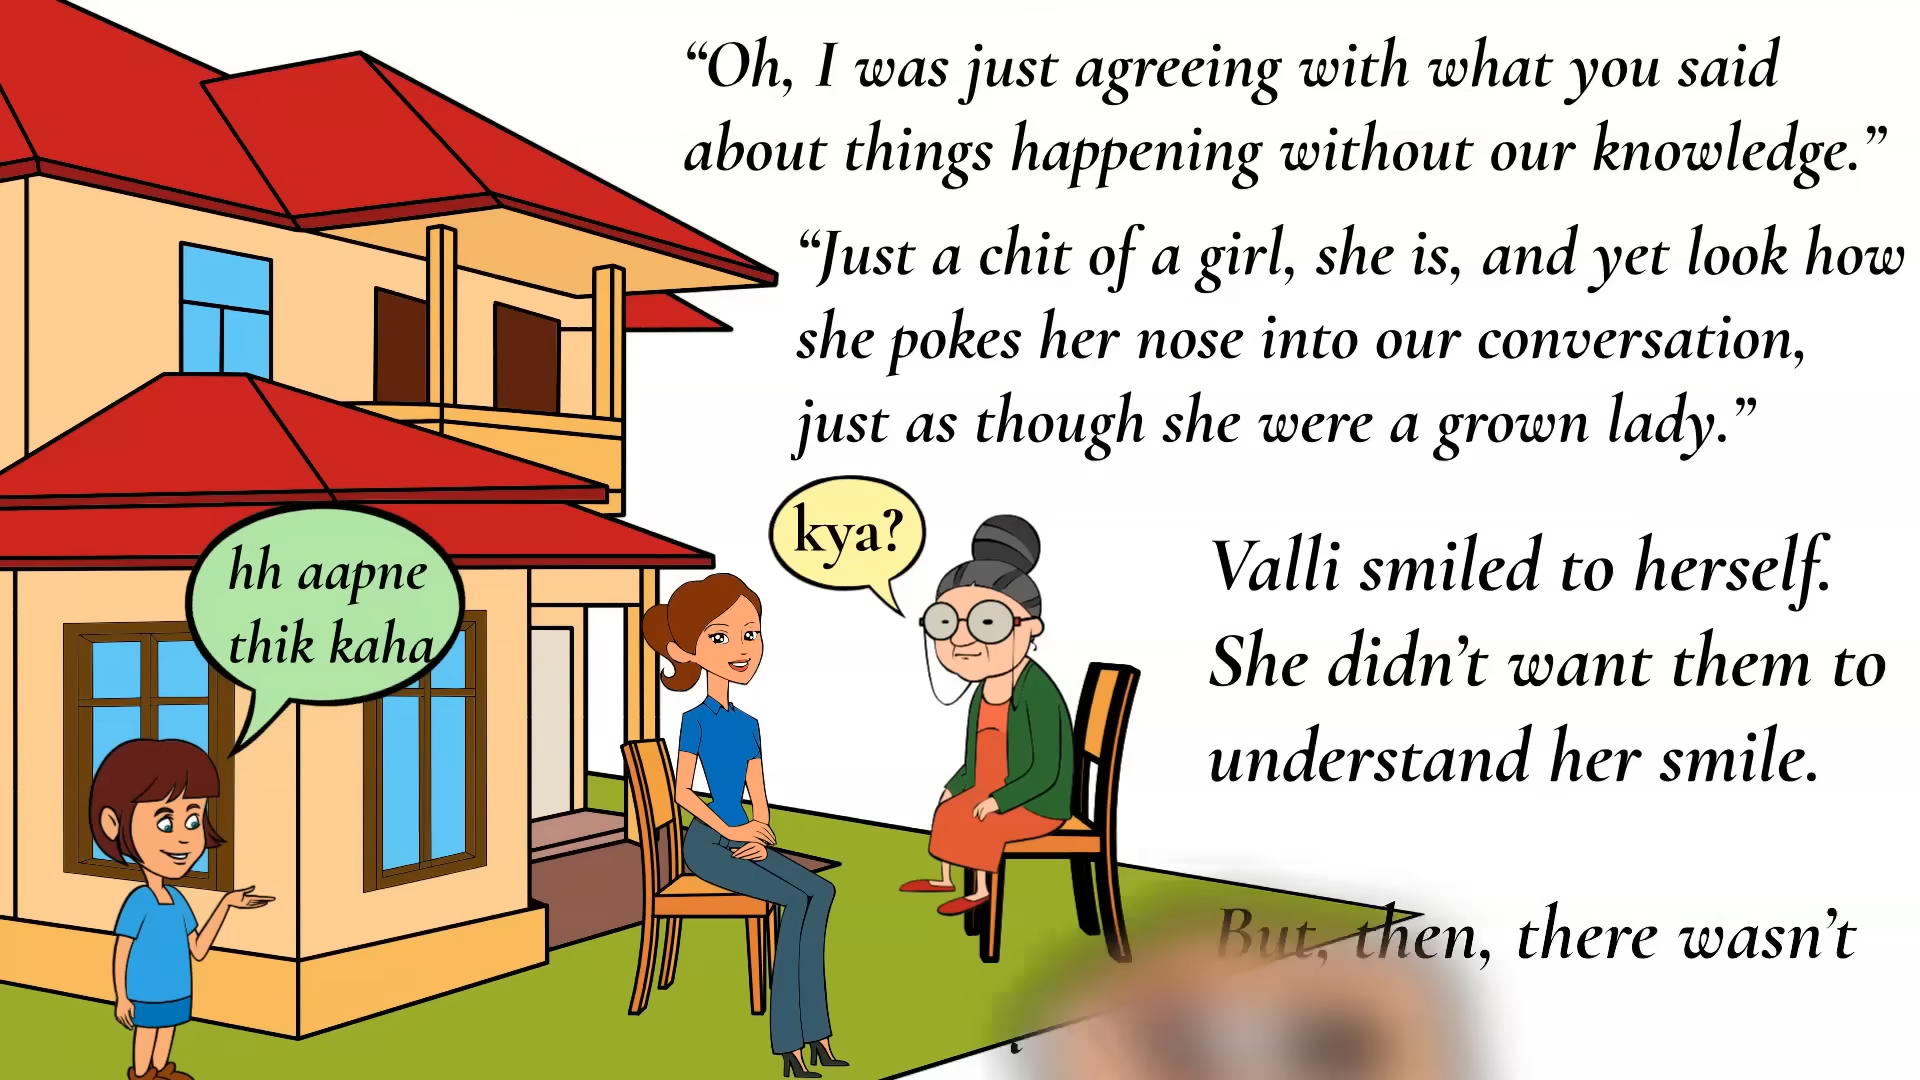 “Oh, I was just agreeing with what you said
about things happening without our knowledge.”
“Just a chit of a girl, she is, and yet look how
she pokes her nose into our conversation,
just as though she were a grown lady.”
kya?
hh aapne
thik kaha
Valli smiled to herself.
She didn’t want them to
understand her smile.
But, then, there wasn’t